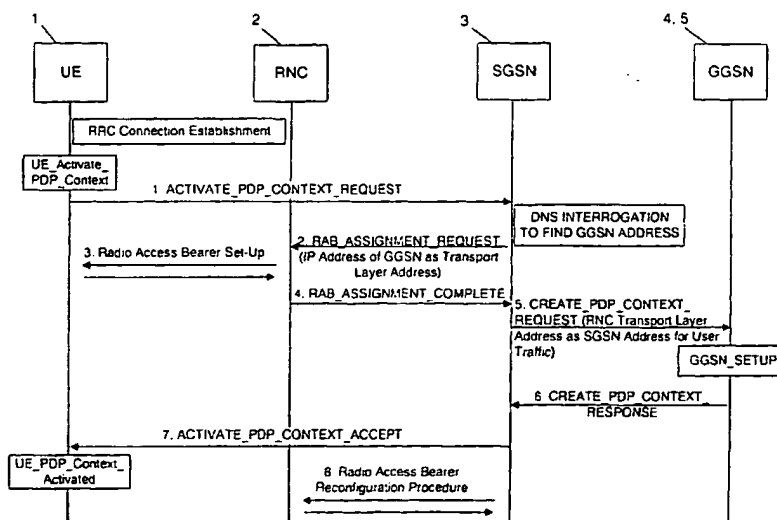 1
2
3
4, 5
UE
RNC
SGSN
GGSN
RRC Connection Establishment
UE_Activate_
PDP_Context
1. ACTIVATE_PDP_CONTEXT_REQUEST
DNS INTERROGATION
TO FIND GGSN ADDRESS
2. RAB_ASSIGNMENT_REQUEST
(IP Address of GGSN as Transport
Layer Address)
3. Radio Access Bearer Set-Up
4. RAB_ASSIGNMENT_COMPLETE
5. CREATE_PDP_CONTEXT_
REQUEST (RNC Transport Layer
Address as SGSN Address for User
Traffic)
GGSN_SETUP
6 CREATE_PDP_CONTEXT_
RESPONSE
7. ACTIVATE_PDP_CONTEXT_ACCEPT
UE_PDP_Context_
Activated
8 Radio Access Bearer
Reconfiguration Procedure